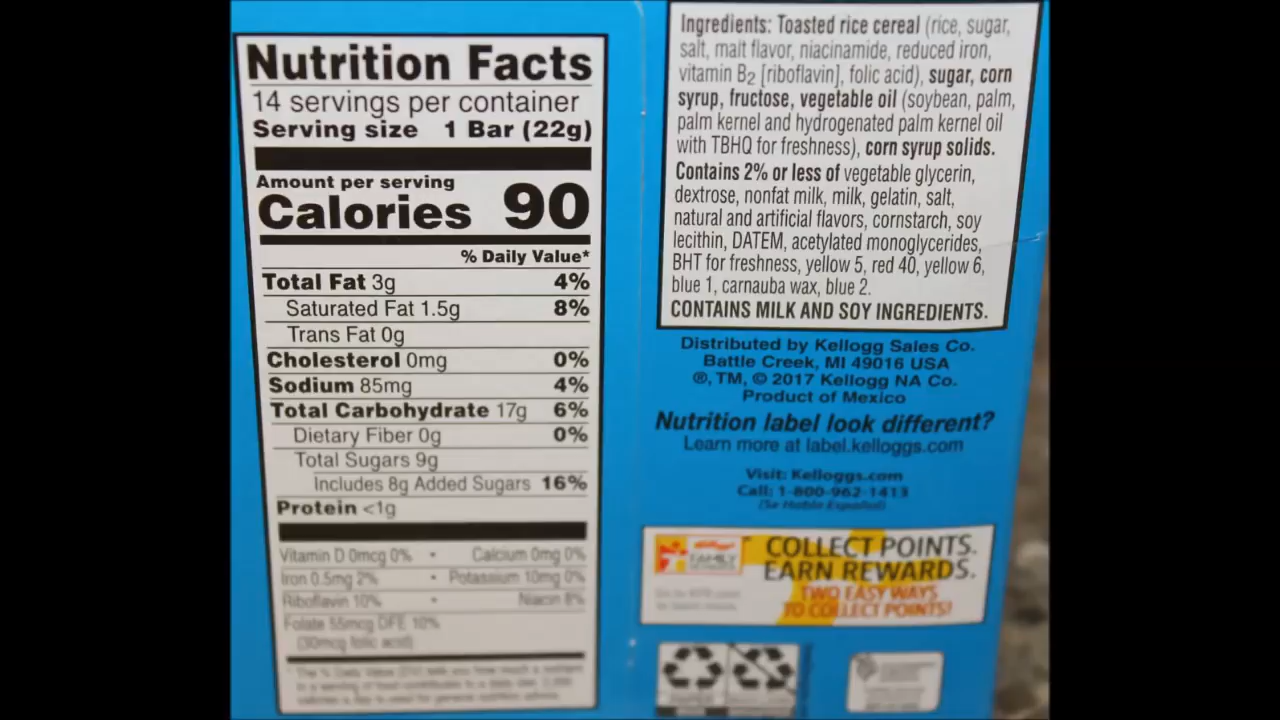 Nutrition Facts
14 servings per container
Serving size 1 Bar (22g)
Amount per serving
Calories 90
% Daily Value*
Total Fat 3g 4%
Saturated Fat 1.5g 8%
Trans Fat 0g
Cholesterol 0mg 0%
Sodium 85mg 4%
Total Carbohydrate 17g 6%
Dietary Fiber 0g 0%
Total Sugars 9g
Includes 8g Added Sugars 16%
Protein <1g
Vitamin D 0mcg 0% • Calcium 0mg 0%
Iron 0.5mg 2% • Potassium 10mg 0%
Riboflavin 10% • Niacin 8%
Folate 55mcg DFE 10%
(30mcg folic acid)
Ingredients: Toasted rice cereal (rice, sugar,
salt, malt flavor, niacinamide, reduced iron,
vitamin B2 [riboflavin], folic acid), sugar, corn
syrup, fructose, vegetable oil (soybean, palm,
palm kernel and hydrogenated palm kernel oil
with TBHQ for freshness), corn syrup solids.
Contains 2% or less of vegetable glycerin,
dextrose, nonfat milk, milk, gelatin, salt,
natural and artificial flavors, cornstarch, soy
lecithin, DATEM, acetylated monoglycerides,
BHT for freshness, yellow 5, red 40, yellow 6,
blue 1, carnauba wax, blue 2.
CONTAINS MILK AND SOY INGREDIENTS.
Distributed by Kellogg Sales Co.
Battle Creek, MI 49016 USA
®, TM, © 2017 Kellogg NA Co.
Product of Mexico
Nutrition label look different?
Learn more at label.kelloggs.com
Visit: Kelloggs.com
Call: 1-800-962-1413
(Se Habla Español)
FAMILY
COLLECT POINTS.
EARN REWARDS.
TWO EASY WAYS
TO COLLECT POINTS!